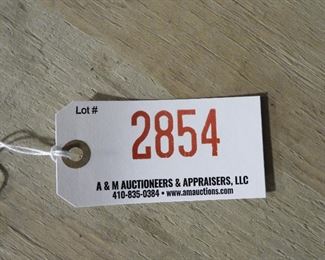 Lot #
2854
A & M AUCTIONEERS & APPRAISERS, LLC
410-835-0384 • www.amauctions.com